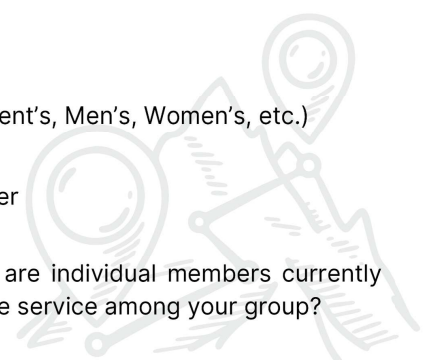 ent’s, Men’s, Women’s, etc.)
er
are individual members currently
e service among your group?